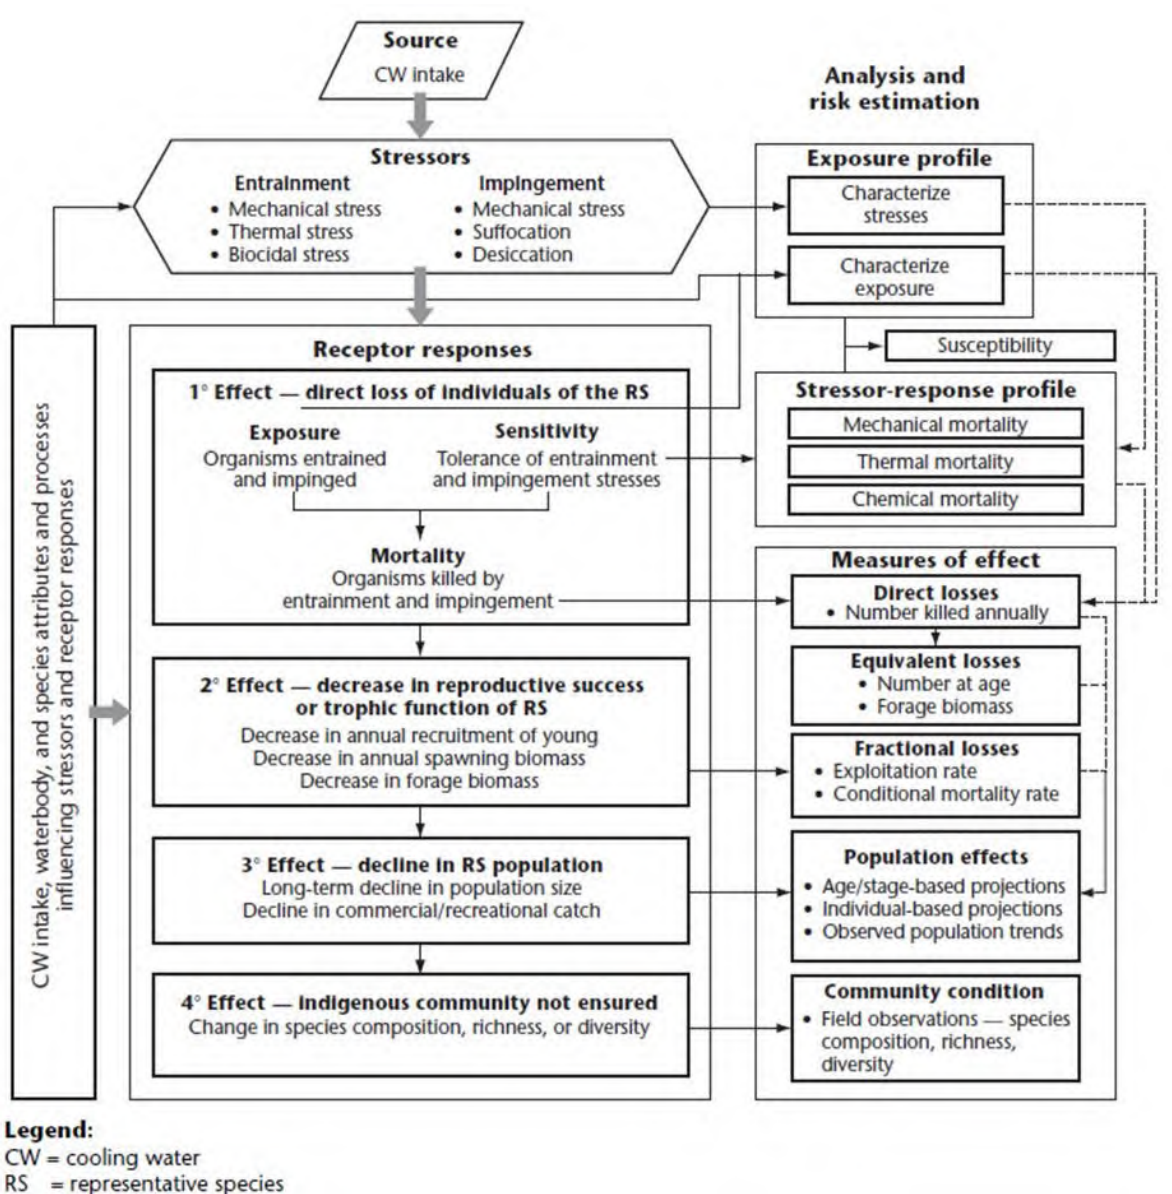 Source
CW intake
Analysis and
risk estimation
Stressors
Entrainment
• Mechanical stress
• Thermal stress
• Biocidal stress
Impingement
• Mechanical stress
• Suffocation
• Desiccation
Exposure profile
Characterize
stresses
Characterize
exposure
Susceptibility
CW intake, waterbody, and species attributes and processes
influencing stressors and receptor responses
Receptor responses
1° Effect — direct loss of individuals of the RS
Exposure
Organisms entrained
and impinged
Sensitivity
Tolerance of entrainment
and impingement stresses
Mortality
Organisms killed by
entrainment and impingement
2° Effect — decrease in reproductive success
or trophic function of RS
Decrease in annual recruitment of young
Decrease in annual spawning biomass
Decrease in forage biomass
3° Effect — decline in RS population
Long-term decline in population size
Decline in commercial/recreational catch
4° Effect — indigenous community not ensured
Change in species composition, richness, or diversity
Stressor-response profile
Mechanical mortality
Thermal mortality
Chemical mortality
Measures of effect
Direct losses
• Number killed annually
Equivalent losses
• Number at age
• Forage biomass
Fractional losses
• Exploitation rate
• Conditional mortality rate
Population effects
• Age/stage-based projections
• Individual-based projections
• Observed population trends
Community condition
• Field observations — species
composition, richness,
diversity
Legend:
CW = cooling water
RS = representative species